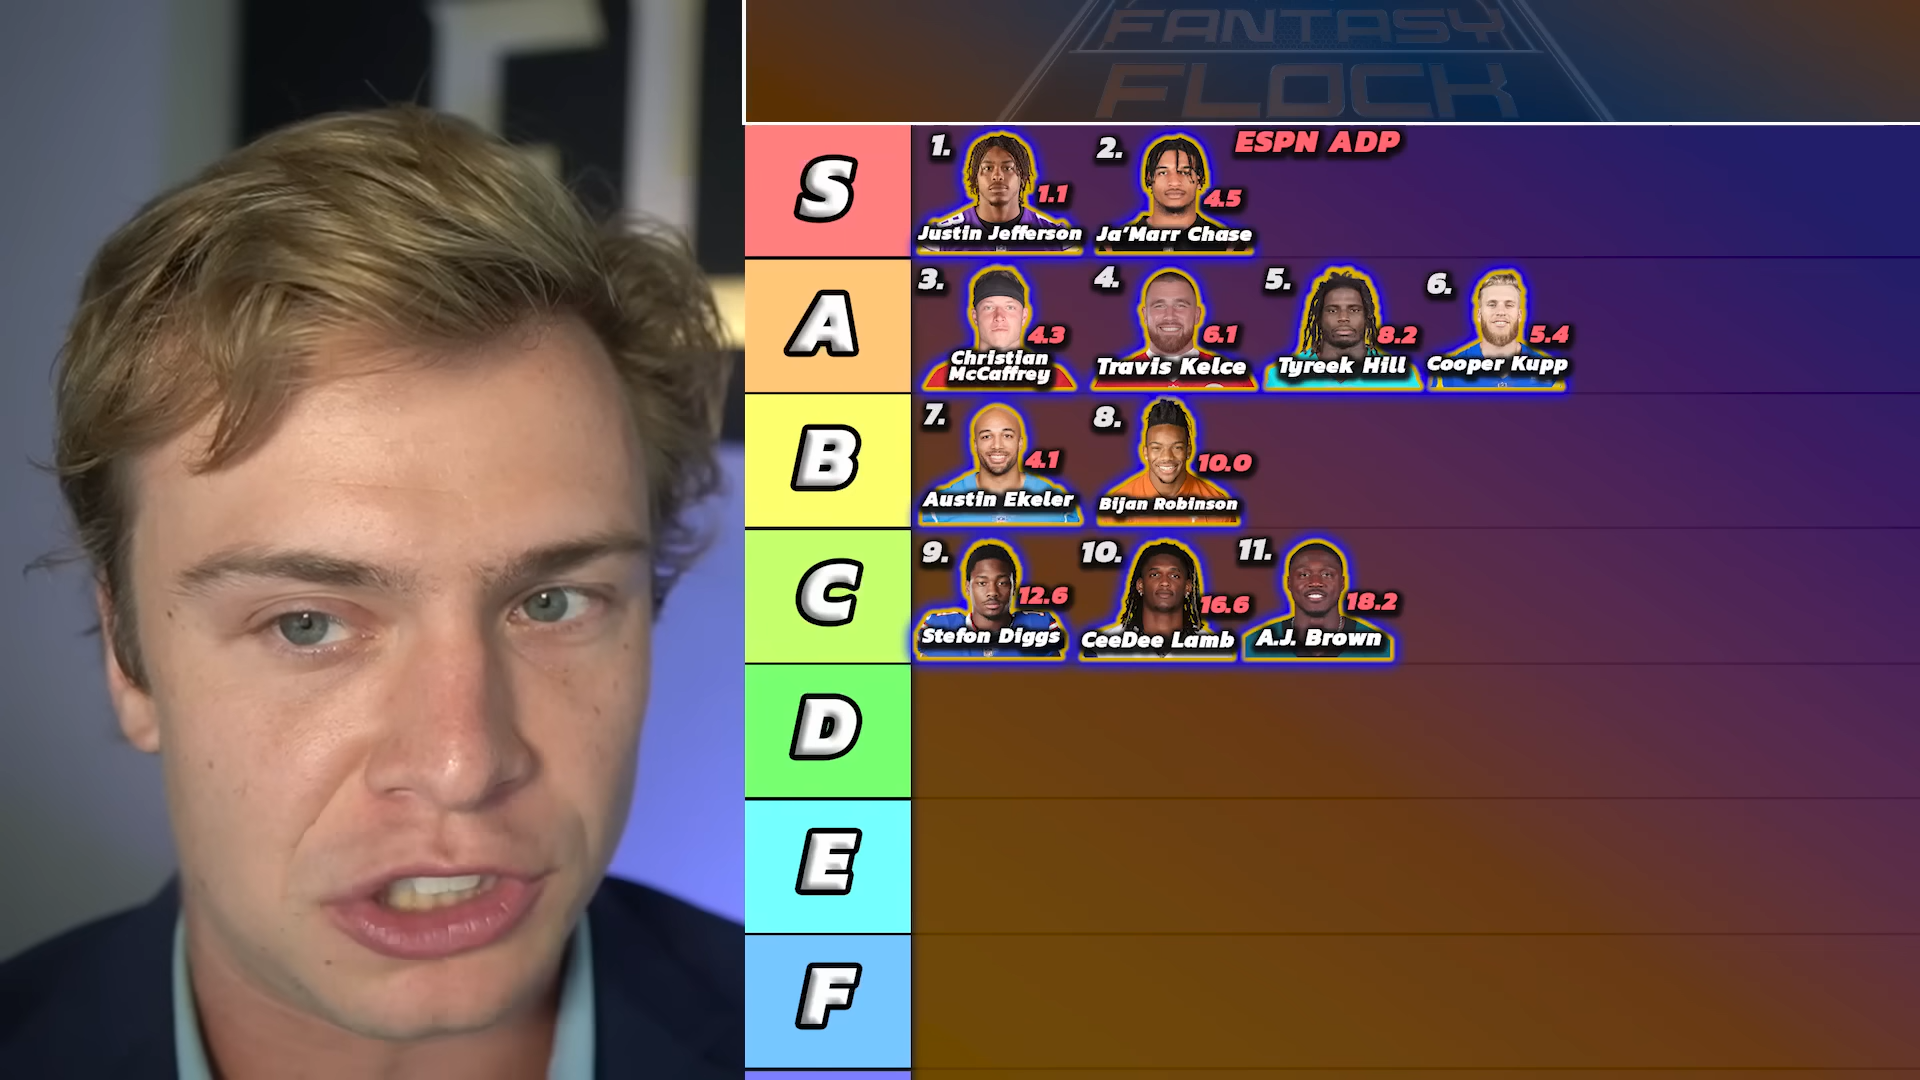 FANTASY
FLOCK
S
1.
1.1
Justin Jefferson
2.
4.5
Ja'Marr Chase
ESPN ADP
A
3.
4.3
Christian
McCaffrey
4.
6.1
Travis Kelce
5.
8.2
Tyreek Hill
6.
5.4
Cooper Kupp
B
7.
4.1
Austin Ekeler
8.
10.0
Bijan Robinson
C
9.
12.6
Stefon Diggs
10.
16.6
CeeDee Lamb
11.
18.2
A.J. Brown
D
E
F